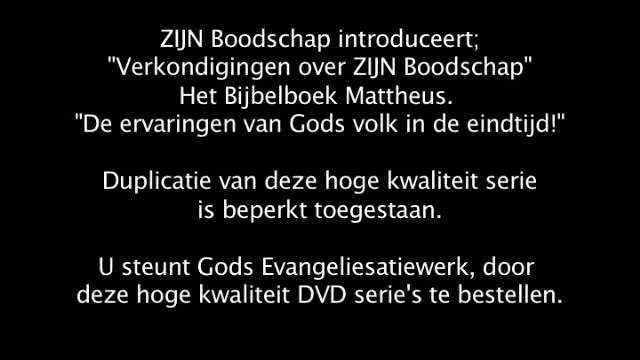 ZIJN Boodschap introduceert;
"Verkondigingen over ZIJN Boodschap"
Het Bijbelboek Mattheus.
"De ervaringen van Gods volk in de eindtijd!"
Duplicatie van deze hoge kwaliteit serie
is beperkt toegestaan.
U steunt Gods Evangeliesatiewerk, door
deze hoge kwaliteit DVD serie's te bestellen.